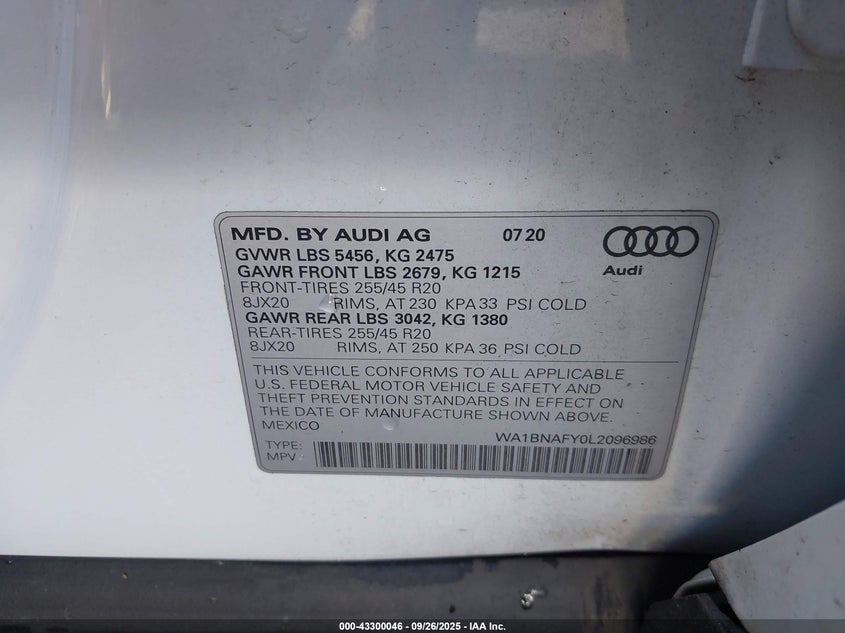 MFD. BY AUDI AG 07 20
GVWR LBS 5456, KG 2475
GAWR FRONT LBS 2679, KG 1215
FRONT-TIRES 255/45 R20
8JX20 RIMS, AT 230 KPA 33 PSI COLD
GAWR REAR LBS 3042, KG 1380
REAR-TIRES 255/45 R20
8JX20 RIMS, AT 250 KPA 36 PSI COLD
Audi
THIS VEHICLE CONFORMS TO ALL APPLICABLE
U.S. FEDERAL MOTOR VEHICLE SAFETY AND
THEFT PREVENTION STANDARDS IN EFFECT ON
THE DATE OF MANUFACTURE SHOWN ABOVE.
MEXICO
WA1BNAFY0L2096986
TYPE:
MPV
000-43300046 - 09/26/2025 - IAA Inc.